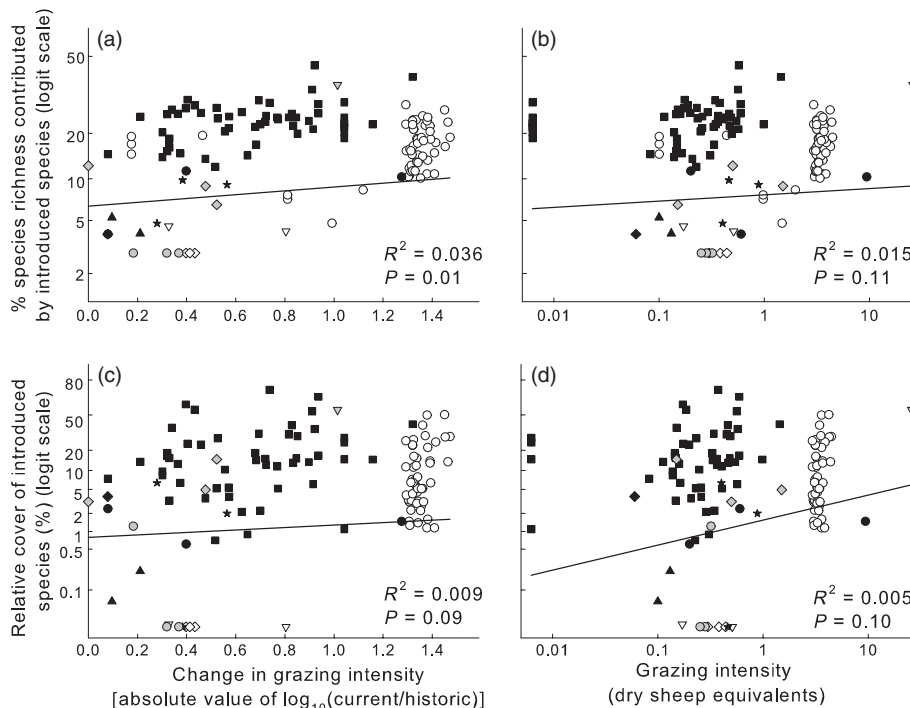 (a)
(b)
% species richness contributed
by introduced species (logit scale)
50
20
10
5
2
R² = 0.036
P = 0.01
R² = 0.015
P = 0.11
0.0 0.2 0.4 0.6 0.8 1.0 1.2 1.4
0.01 0.1 1 10
(c)
(d)
Relative cover of introduced
species (%) (logit scale)
80
50
20
10
5
2
1
0.5
0.1
R² = 0.009
P = 0.09
R² = 0.005
P = 0.10
0.0 0.2 0.4 0.6 0.8 1.0 1.2 1.4
0.01 0.1 1 10
Change in grazing intensity
[absolute value of log₁₀(current/historic)]
Grazing intensity
(dry sheep equivalents)